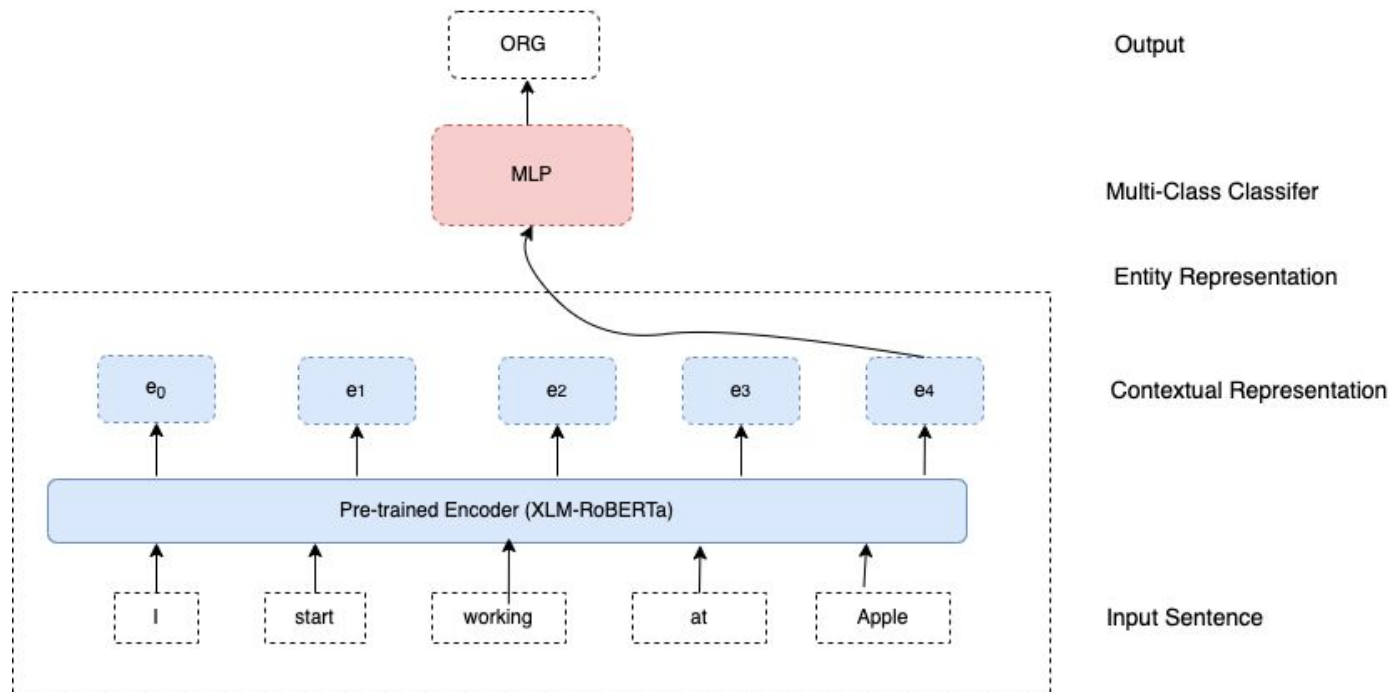 ORG
Output
MLP
Multi-Class Classifer
Entity Representation
e0
e1
e2
e3
e4
Contextual Representation
Pre-trained Encoder (XLM-RoBERTa)
I
start
working
at
Apple
Input Sentence